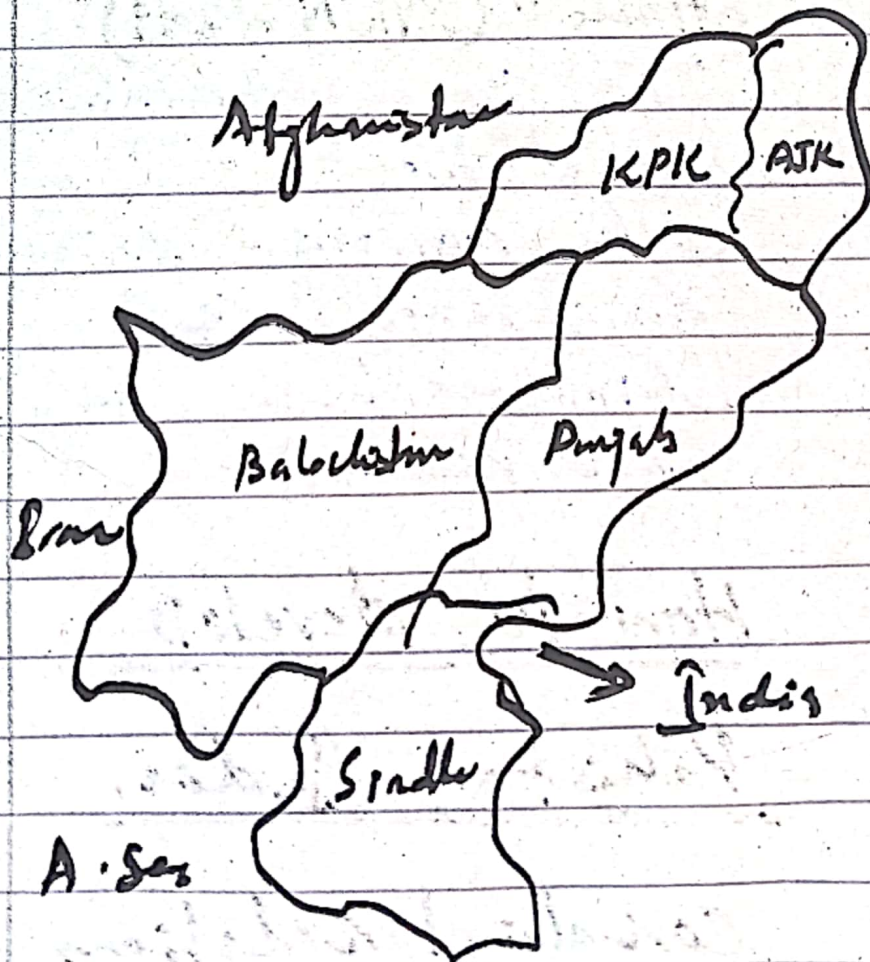 Afghanistan
KPK
AJK
Balochistan
Punjab
Iran
India
Sindh
A. Sea